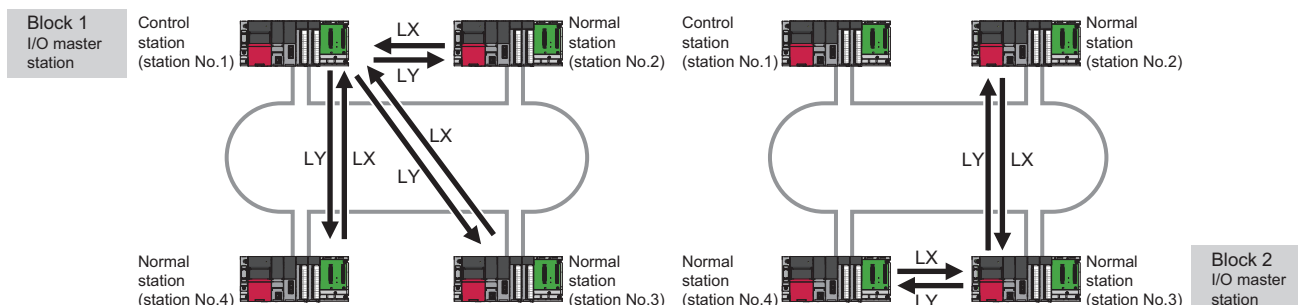 Block 1
I/O master
station
Control
station
(station No.1)
LX
LY
Normal
station
(station No.2)
LY
LX
LX
LY
Normal
station
(station No.4)
Normal
station
(station No.3)
Control
station
(station No.1)
Normal
station
(station No.2)
LY
LX
Normal
station
(station No.4)
LX
LY
Normal
station
(station No.3)
Block 2
I/O master
station